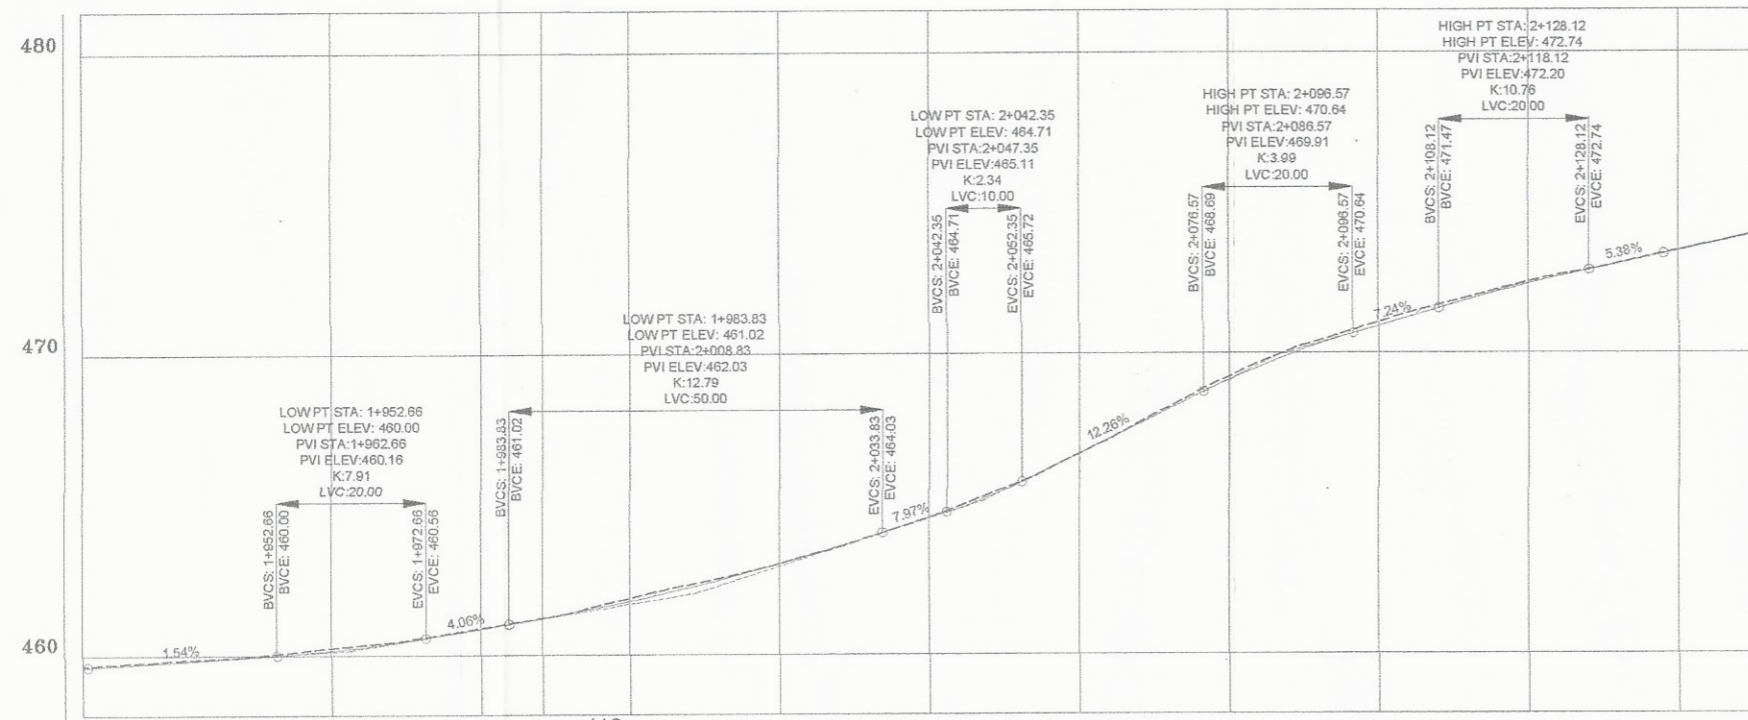 480
470
460
LOW PT STA: 1+952.66
LOW PT ELEV: 460.00
PVI STA:1+962.66
PVI ELEV:460.16
K:7.91
LVC:20.00
BVCS: 1+952.66
BVCE: 460.00
EVCS: 1+972.66
EVCE: 460.56
1.54%
4.06%
LOW PT STA: 1+983.83
LOW PT ELEV: 461.02
PVI STA:2+008.83
PVI ELEV:462.03
K:12.79
LVC:50.00
BVCS: 1+983.83
BVCE: 461.02
EVCS: 2+033.83
EVCE: 464.03
7.97%
LOW PT STA: 2+042.35
LOW PT ELEV: 464.71
PVI STA:2+047.35
PVI ELEV:465.11
K:2.34
LVC:10.00
BVCS: 2+042.35
BVCE: 464.71
EVCS: 2+052.35
EVCE: 465.72
12.26%
HIGH PT STA: 2+096.57
HIGH PT ELEV: 470.64
PVI STA:2+086.57
PVI ELEV:469.91
K:3.99
LVC:20.00
BVCS: 2+076.57
BVCE: 468.69
EVCS: 2+096.57
EVCE: 470.64
7.24%
HIGH PT STA: 2+128.12
HIGH PT ELEV: 472.74
PVI STA:2+118.12
PVI ELEV:472.20
K:10.76
LVC:20.00
BVCS: 2+108.12
BVCE: 471.47
EVCS: 2+128.12
EVCE: 472.74
5.38%